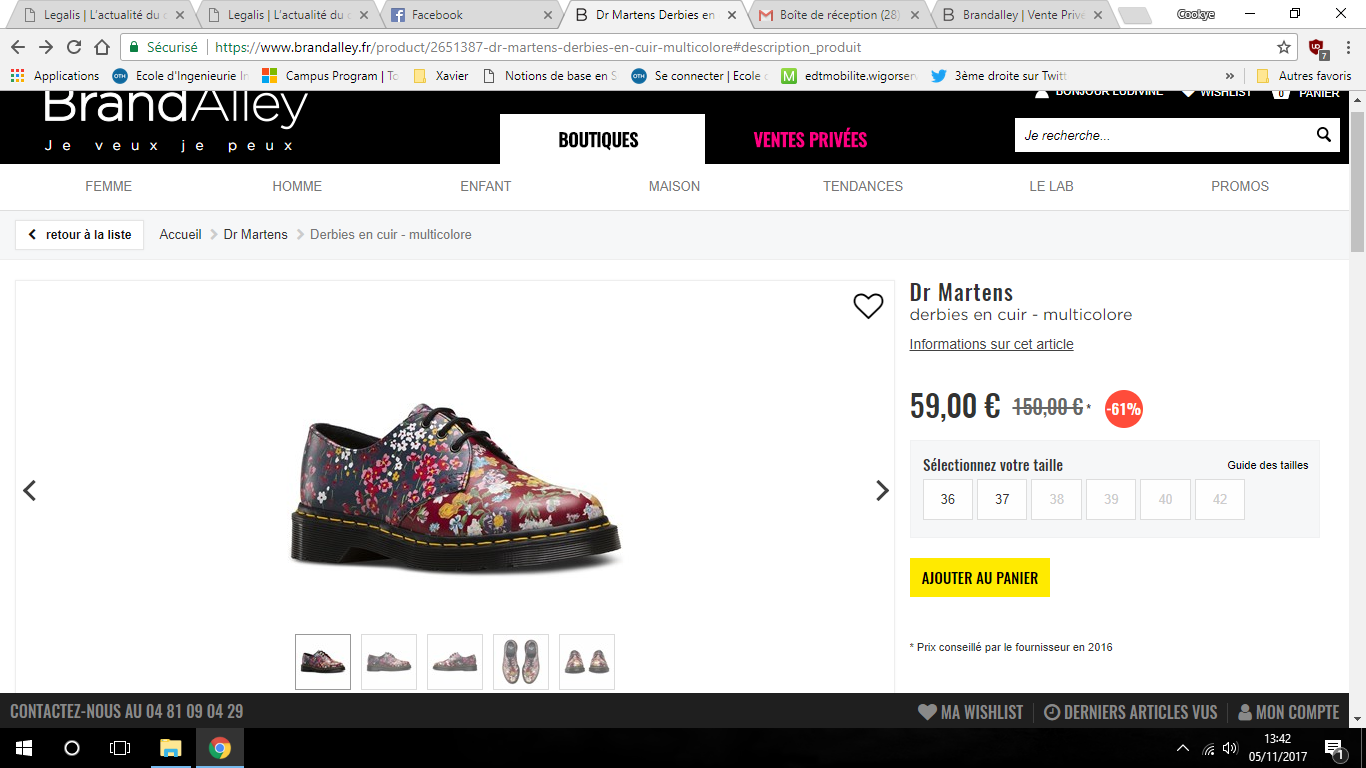 Legalis | L'actualité du d
Legalis | L'actualité du d
Facebook
Dr Martens Derbies en
Boîte de réception (28)
Brandalley | Vente Privé
Cookye
Sécurisé
https://www.brandalley.fr/product/2651387-dr-martens-derbies-en-cuir-multicolore#description_produit
7
Applications
Ecole d'Ingenierie In
Campus Program | To
Xavier
Notions de base en S
Se connecter | Ecole d
edtmobilite.wigorserv
3ème droite sur Twitt
»
Autres favoris
BrandAlley
Je veux je peux
BONJOUR LUDIVINE
WISHLIST
0
PANIER
BOUTIQUES
VENTES PRIVÉES
Je recherche...
FEMME
HOMME
ENFANT
MAISON
TENDANCES
LE LAB
PROMOS
retour à la liste
Accueil
Dr Martens
Derbies en cuir - multicolore
Dr Martens
derbies en cuir - multicolore
Informations sur cet article
59,00 € 150,00 € * -61%
Sélectionnez votre taille
Guide des tailles
36 37 38 39 40 42
AJOUTER AU PANIER
* Prix conseillé par le fournisseur en 2016
CONTACTEZ-NOUS AU 04 81 09 04 29
MA WISHLIST
DERNIERS ARTICLES VUS
MON COMPTE
13:42
05/11/2017
1